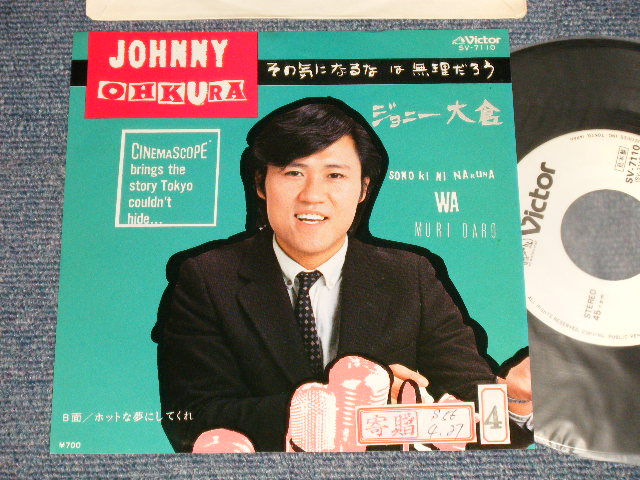 JOHNNY
OHKURA
Victor
SV-7110
その気になるな は 無理だろう
ジョニー大倉
CINEMASCOPE
brings the
story Tokyo
couldn't
hide...
SONO KI NI NARUNA
WA
MURI DARO
B面/ホットな夢にしてくれ
¥700
寄贈
4
SV-7110
Victor
STEREO
45